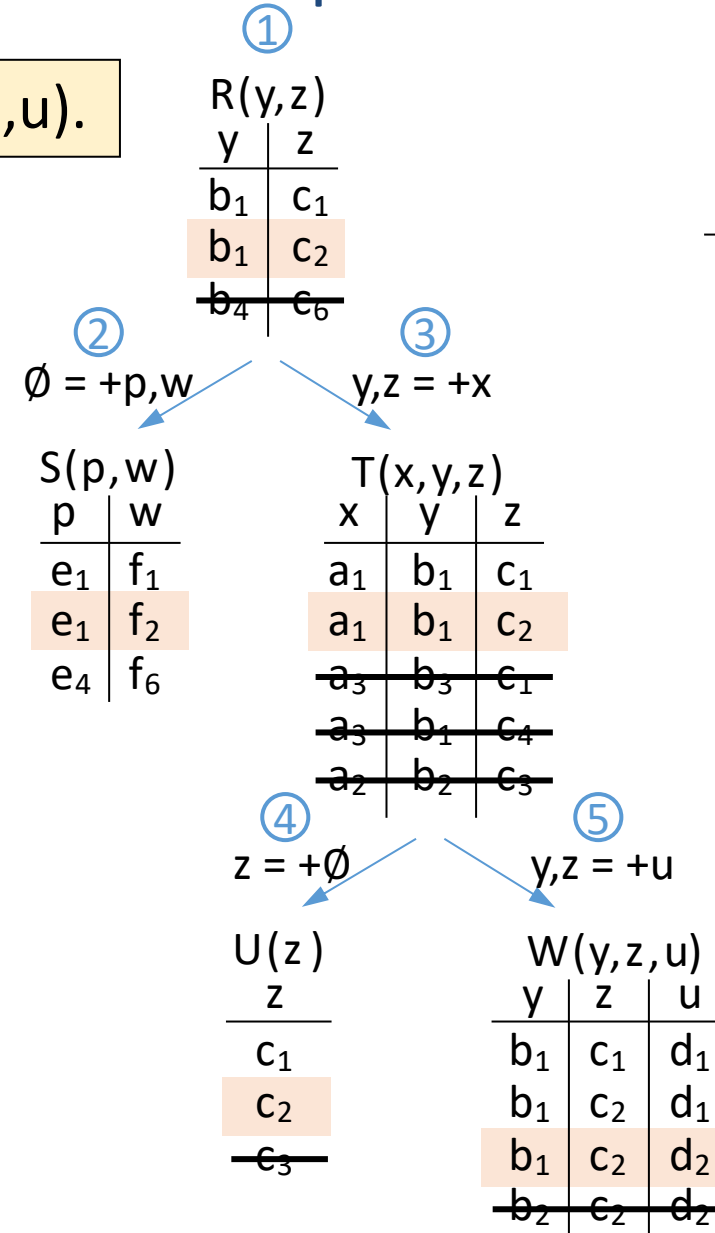 ①
,u).
R(y,z)
y z
b₁ c₁
b₁ c₂
b₄ c₆
② ③
∅ = +p,w y,z = +x
S(p,w) T(x,y,z)
p w x y z
e₁ f₁ a₁ b₁ c₁
e₁ f₂ a₁ b₁ c₂
e₄ f₆ a₃ b₃ c₁
a₃ b₁ c₄
a₂ b₂ c₃
④ ⑤
z = +∅ y,z = +u
U(z) W(y,z,u)
z y z u
c₁ b₁ c₁ d₁
c₂ b₁ c₂ d₁
c₃ b₁ c₂ d₂
b₂ c₂ d₂